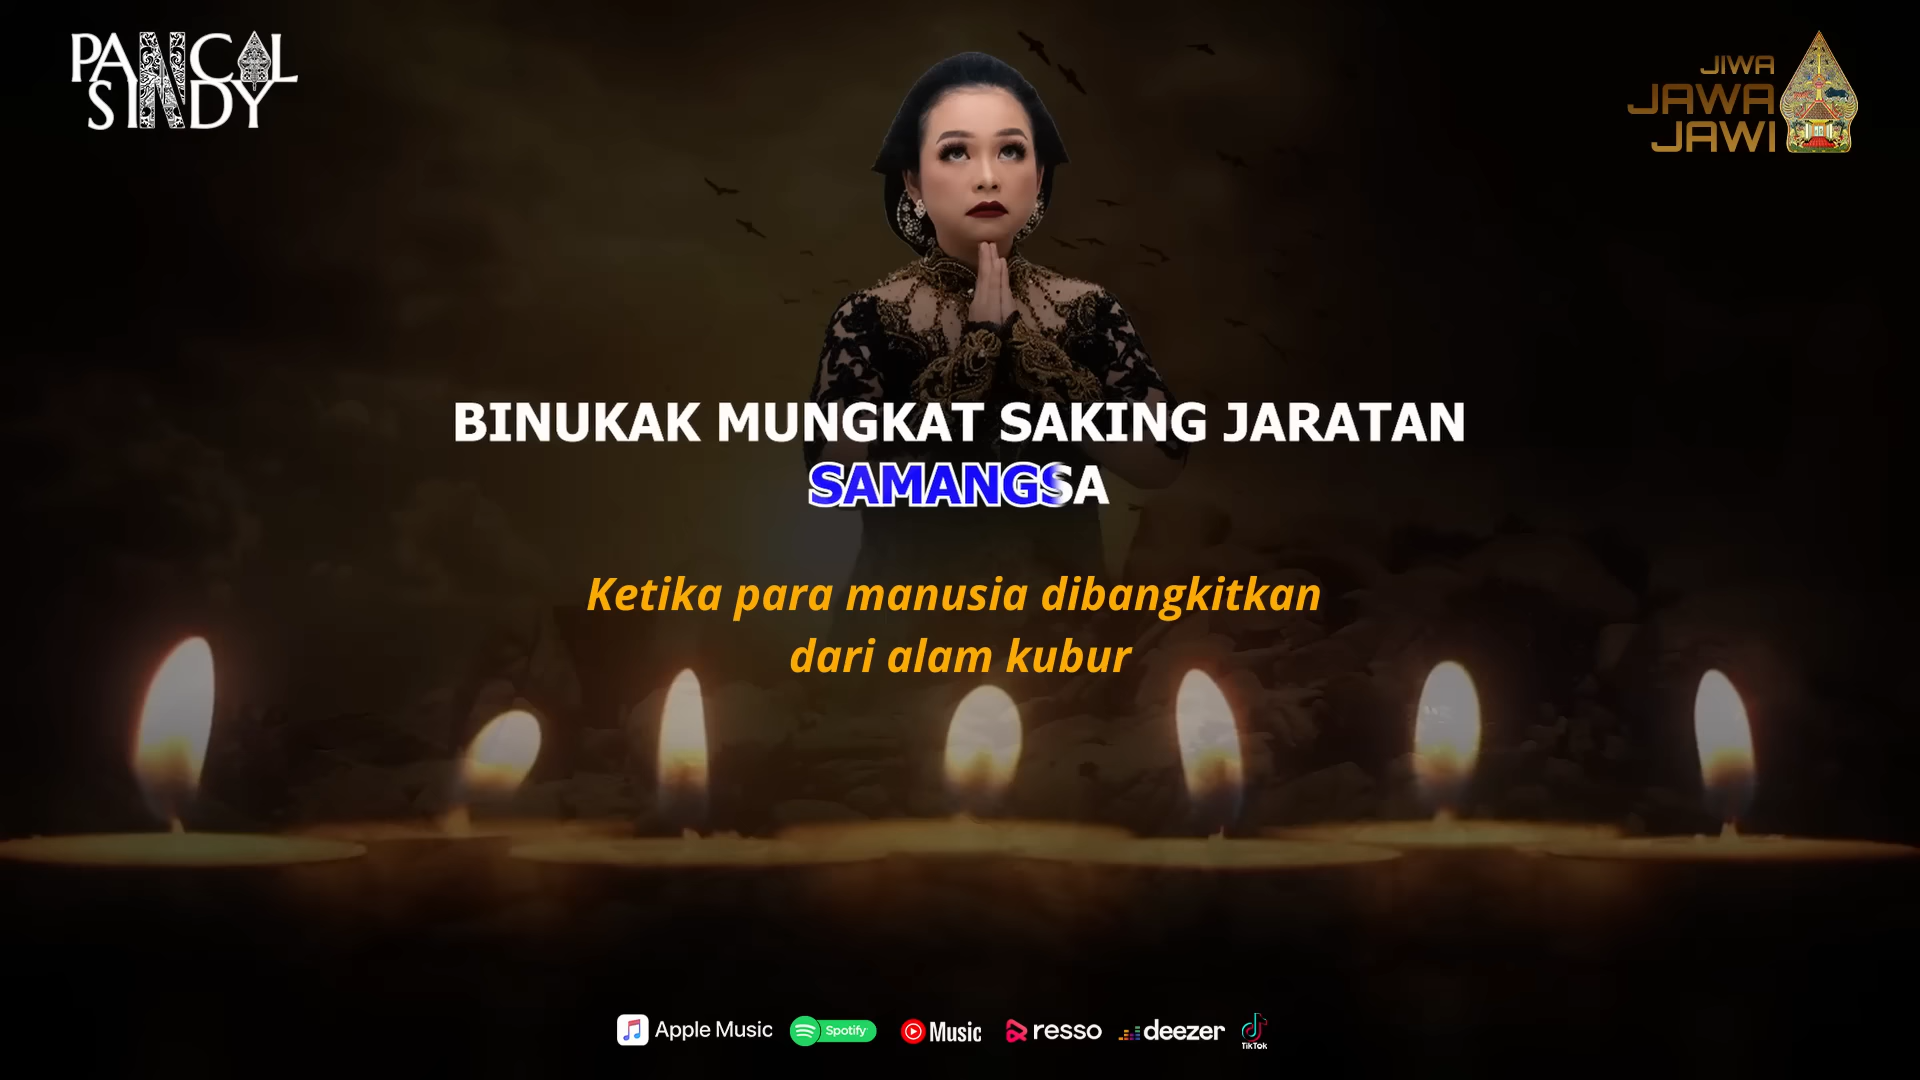 PANCAL
SINDY
JIWA
JAWA
JAWI
BINUKAK MUNGKAT SAKING JARATAN
SAMANGSA
Ketika para manusia dibangkitkan
dari alam kubur
Apple Music Spotify Music resso deezer TikTok